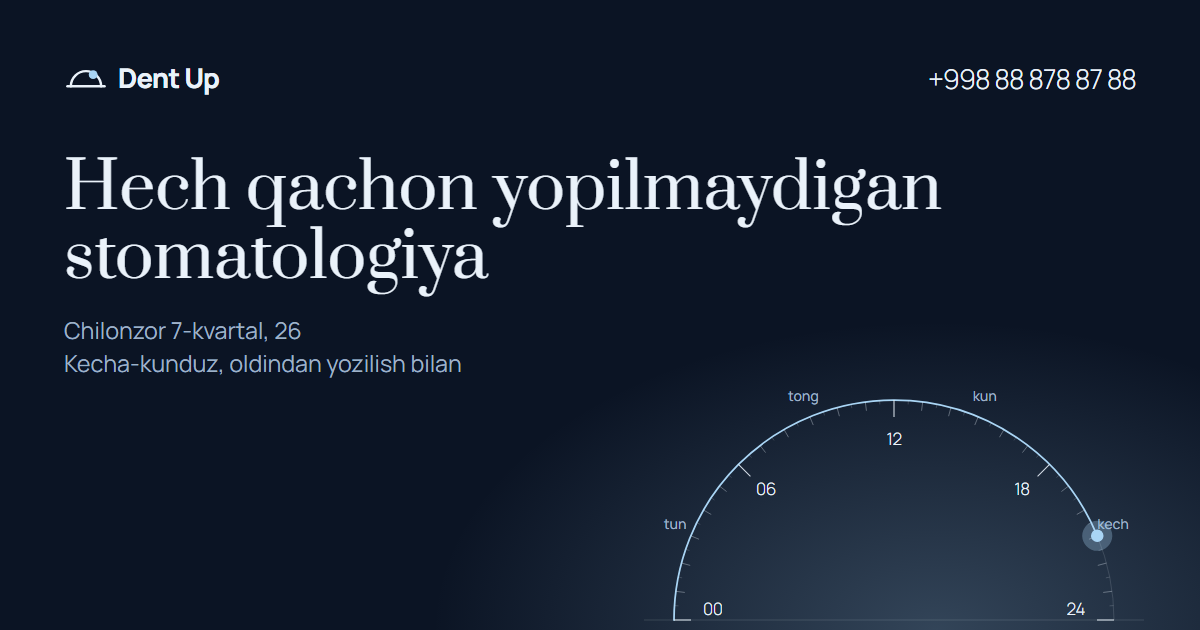 Dent Up
+998 88 878 87 88
Hech qachon yopilmaydigan
stomatologiya
Chilonzor 7-kvartal, 26
Kecha-kunduz, oldindan yozilish bilan
tong
kun
12
06
18
tun
kech
00
24